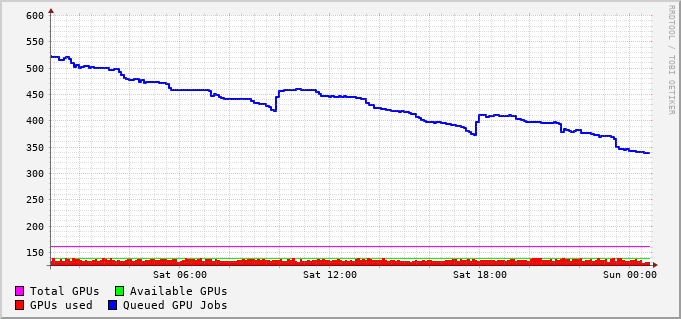 600
550
500
450
400
350
300
250
200
150
Sat 06:00 Sat 12:00 Sat 18:00 Sun 00:00
Total GPUs Available GPUs
GPUs used Queued GPU Jobs
RRDTOOL / TOBI OETIKER